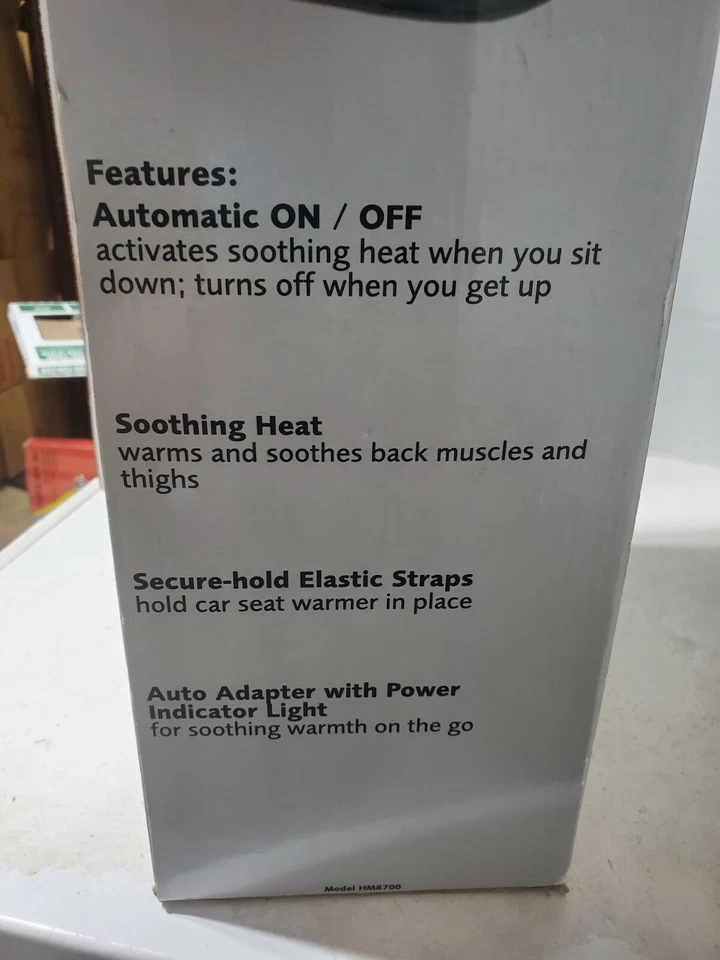 Features:
Automatic ON / OFF
activates soothing heat when you sit
down; turns off when you get up
Soothing Heat
warms and soothes back muscles and
thighs
Secure-hold Elastic Straps
hold car seat warmer in place
Auto Adapter with Power
Indicator Light
for soothing warmth on the go
Model HM8700